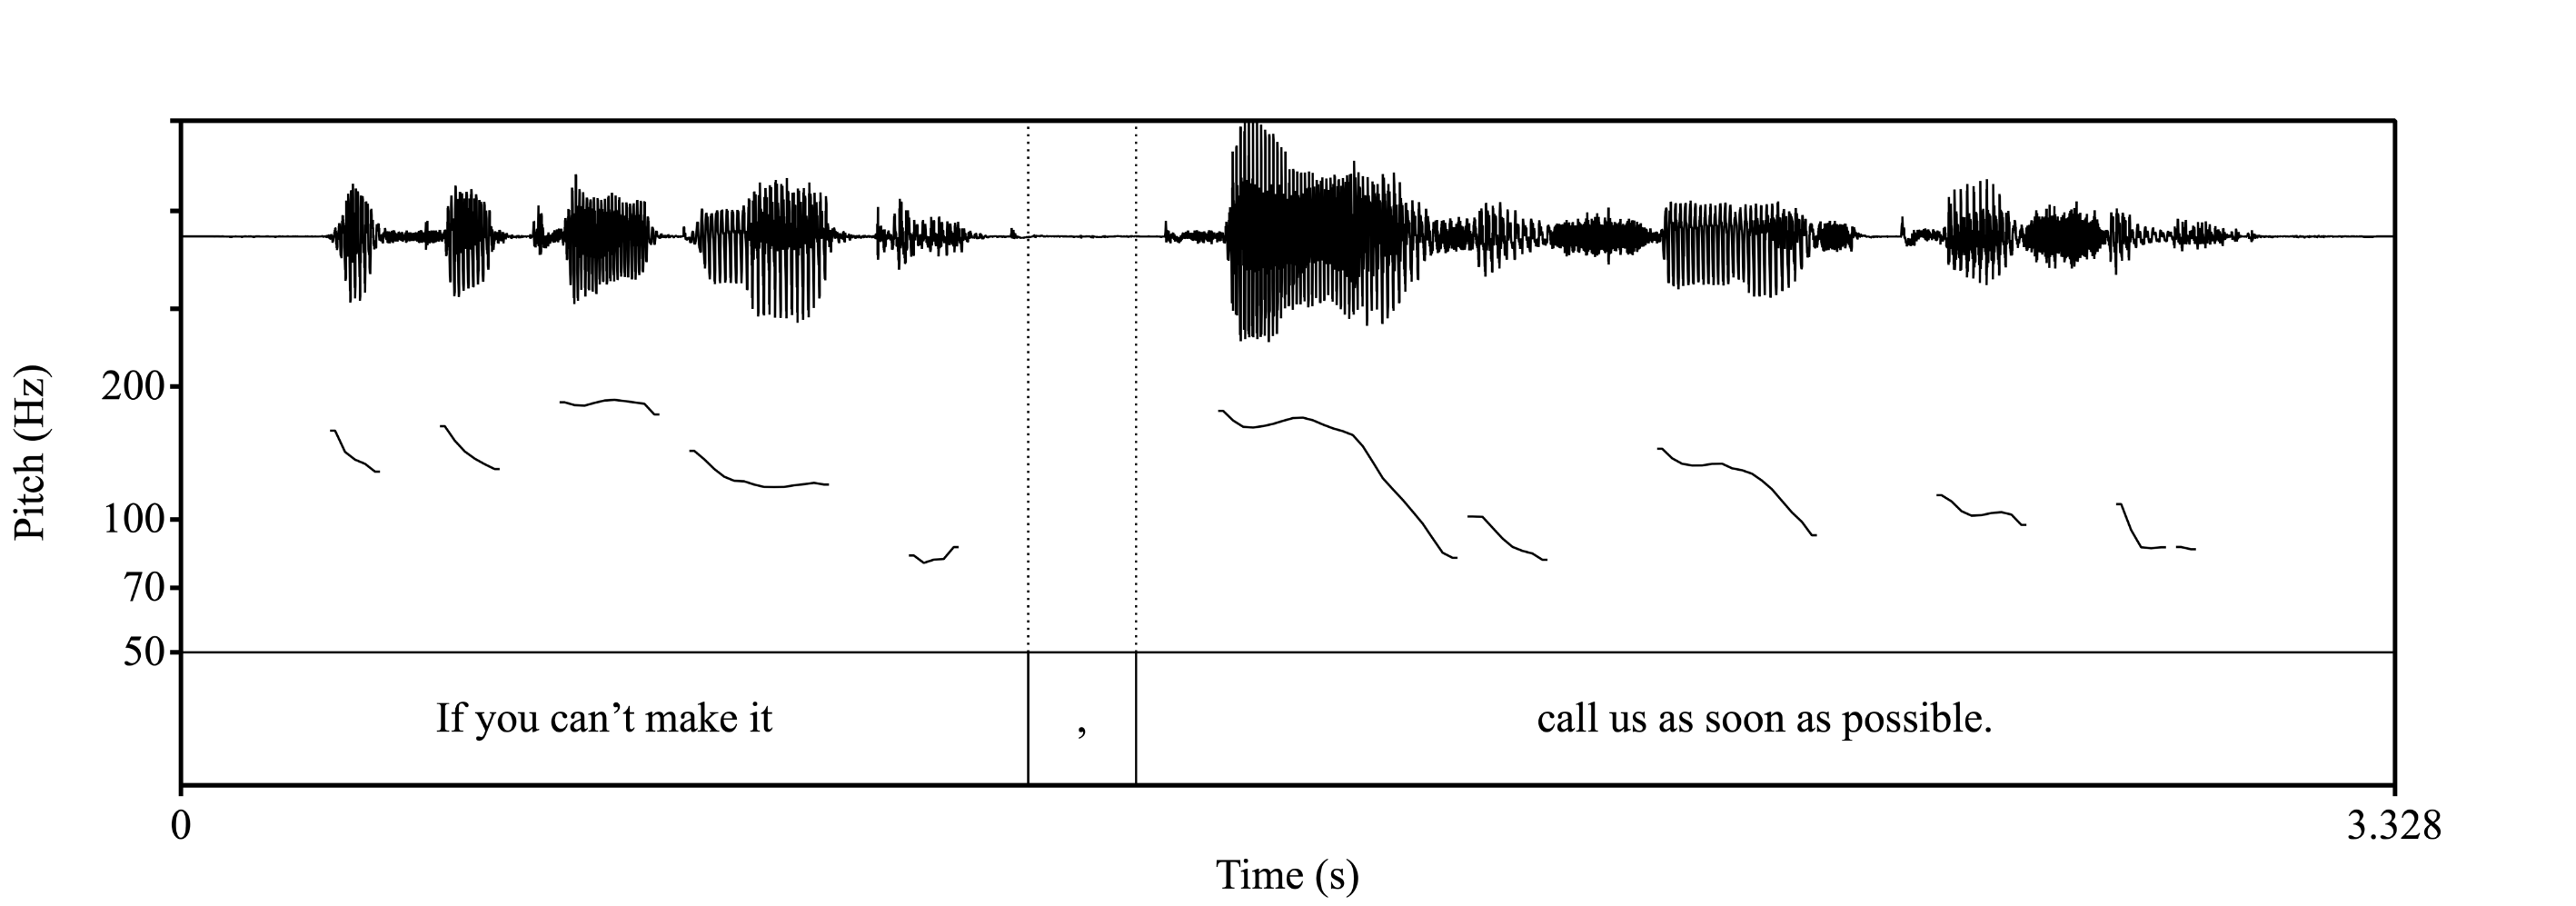 Pitch (Hz)
200
100
70
50
If you can’t make it , call us as soon as possible.
0 3.328
Time (s)